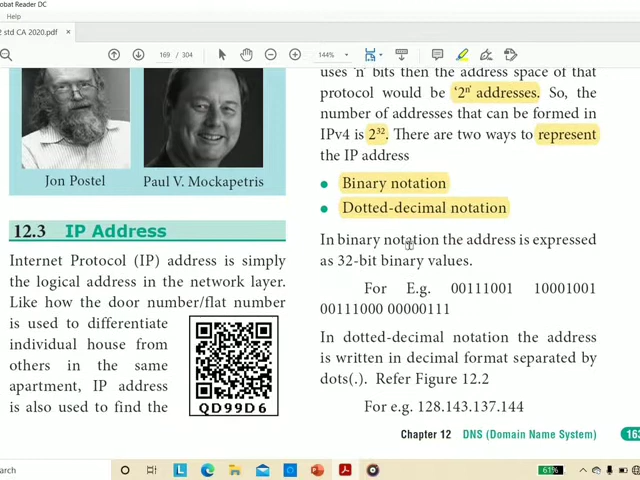 obat Reader DC
Help
2 std CA 2020.pdf ×
169 / 304
144%
Jon Postel
Paul V. Mockapetris
12.3 IP Address
Internet Protocol (IP) address is simply
the logical address in the network layer.
Like how the door number/flat number
is used to differentiate
individual house from
others in the same
apartment, IP address
is also used to find the
QD99D6
uses 'n' bits then the address space of that
protocol would be '2ⁿ' addresses. So, the
number of addresses that can be formed in
IPv4 is 2³². There are two ways to represent
the IP address
• Binary notation
• Dotted-decimal notation
In binary notation the address is expressed
as 32-bit binary values.
For E.g. 00111001 10001001
00111000 00000111
In dotted-decimal notation the address
is written in decimal format separated by
dots(.). Refer Figure 12.2
For e.g. 128.143.137.144
Chapter 12 DNS (Domain Name System) 163
earch
61%